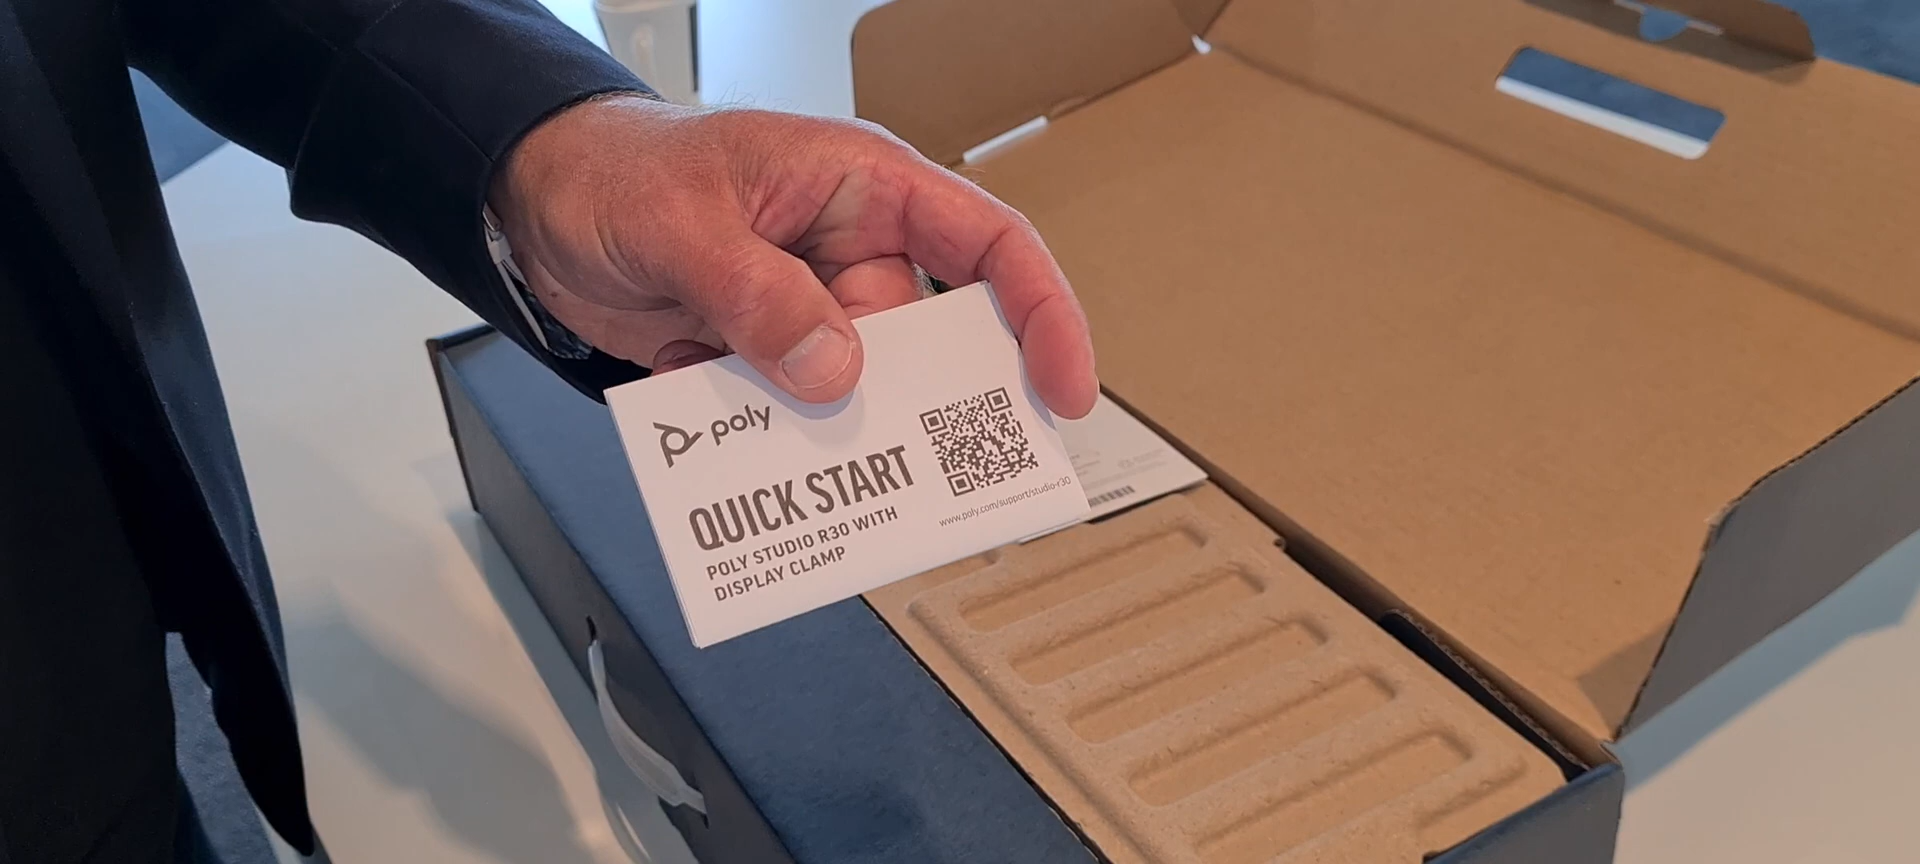 poly
QUICK START
POLY STUDIO R30 WITH
DISPLAY CLAMP
www.poly.com/support/studio-r30